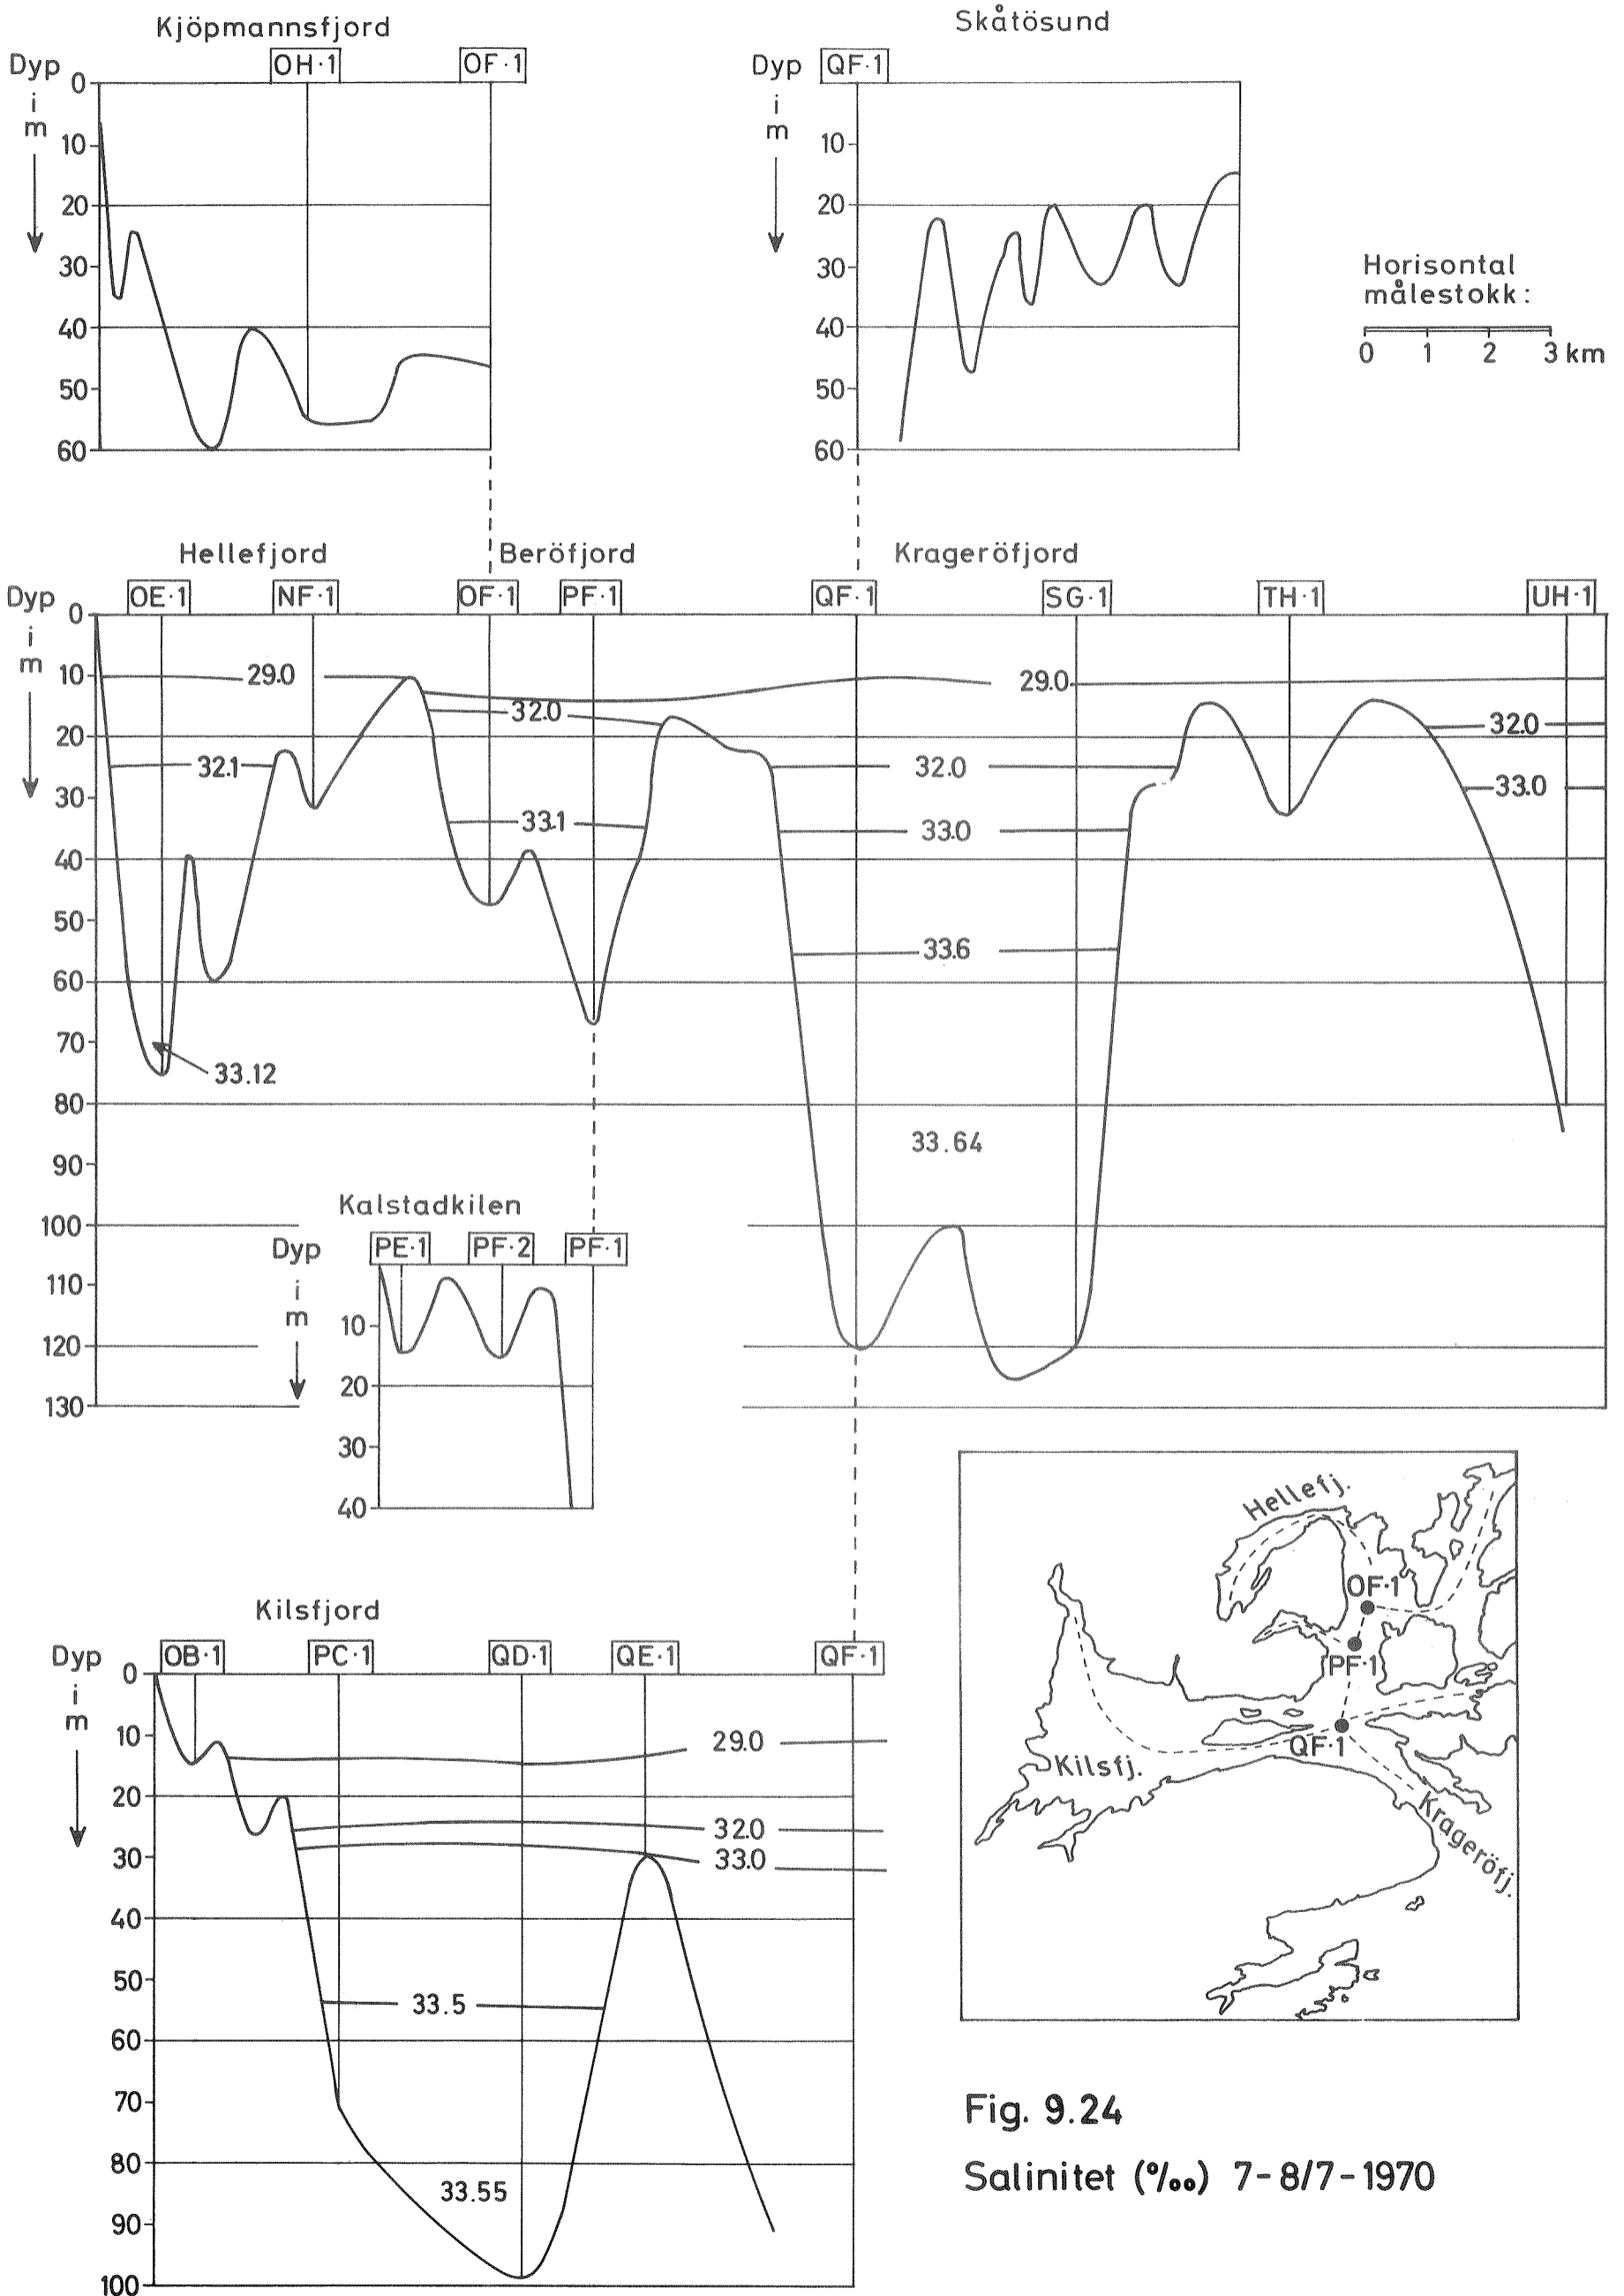 Kjöpmannsfjord
Dyp
i
m
OH·1
OF·1
0
10
20
30
40
50
60
Skåtösund
Dyp
i
m
QF·1
10
20
30
40
50
60
Horisontal
målestokk:
0 1 2 3 km
Hellefjord
Beröfjord
Krageröfjord
Dyp
i
m
OE·1
NF·1
OF·1
PF·1
QF·1
SG·1
TH·1
UH·1
0
10
20
30
40
50
60
70
80
90
100
110
120
130
29.0
29.0
32.0
32.0
32.1
32.0
33.0
33.1
33.0
33.6
33.12
33.64
Kalstadkilen
Dyp
i
m
PE·1
PF·2
PF·1
10
20
30
40
Kilsfjord
Dyp
i
m
OB·1
PC·1
QD·1
QE·1
QF·1
0
10
20
30
40
50
60
70
80
90
100
29.0
32.0
33.0
33.5
33.55
Hellefj.
OF·1
PF·1
QF·1
Kilsfj.
Krageröfj.
Fig. 9.24
Salinitet (‰) 7-8/7-1970